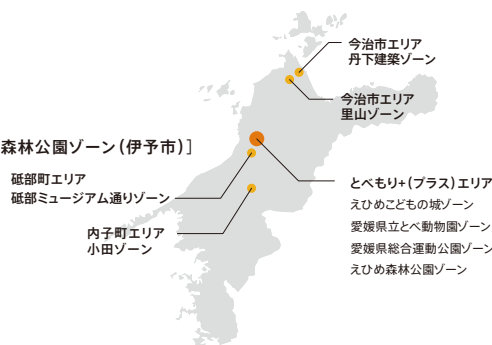 今治市エリア
丹下建築ゾーン
今治市エリア
里山ゾーン
森林公園ゾーン（伊予市）］
砥部町エリア
砥部ミュージアム通りゾーン
とべもり+（プラス）エリア
えひめこどもの城ゾーン
愛媛県立とべ動物園ゾーン
愛媛県総合運動公園ゾーン
えひめ森林公園ゾーン
内子町エリア
小田ゾーン